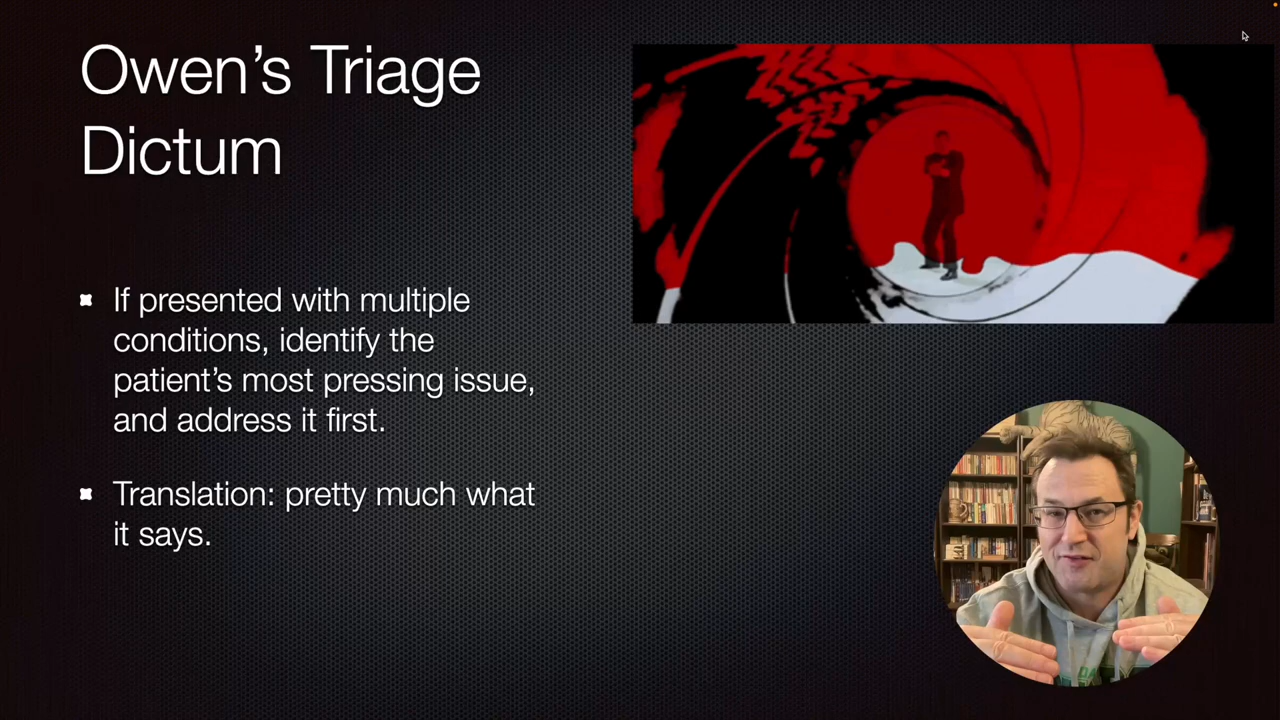 Owen’s Triage
Dictum
If presented with multiple
conditions, identify the
patient’s most pressing issue,
and address it first.
Translation: pretty much what
it says.